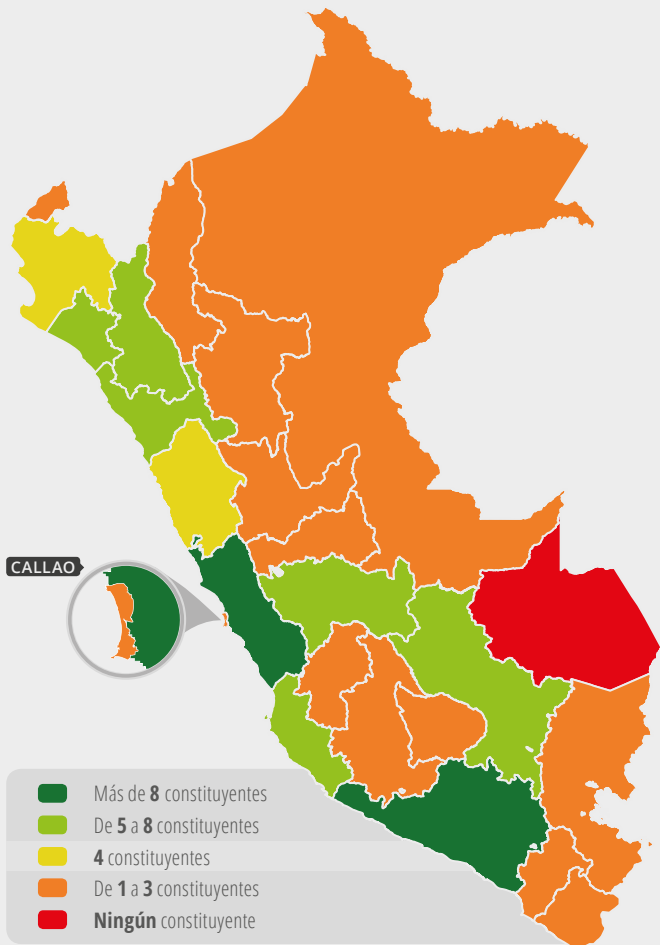 CALLAO
Más de 8 constituyentes
De 5 a 8 constituyentes
4 constituyentes
De 1 a 3 constituyentes
Ningún constituyente